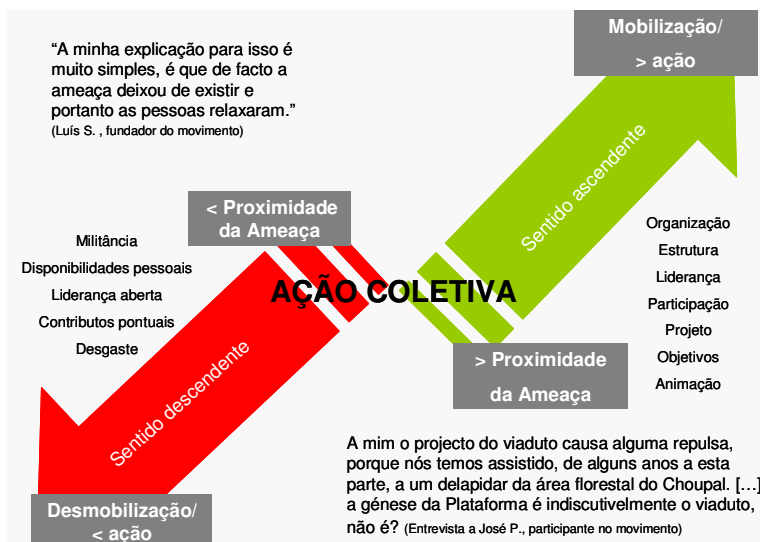 Mobilização/
> ação
“A minha explicação para isso é
muito simples, é que de facto a
ameaça deixou de existir e
portanto as pessoas relaxaram.”
(Luís S. , fundador do movimento)
Sentido ascendente
< Proximidade
da Ameaça
Militância
Disponibilidades pessoais
Liderança aberta
Contributos pontuais
Desgaste
Organização
Estrutura
Liderança
Participação
Projeto
Objetivos
Animação
AÇÃO COLETIVA
> Proximidade
da Ameaça
Sentido descendente
A mim o projecto do viaduto causa alguma repulsa,
porque nós temos assistido, de alguns anos a esta
parte, a um delapidar da área florestal do Choupal. […]
a génese da Plataforma é indiscutivelmente o viaduto,
não é? (Entrevista a José P., participante no movimento)
Desmobilização/
< ação